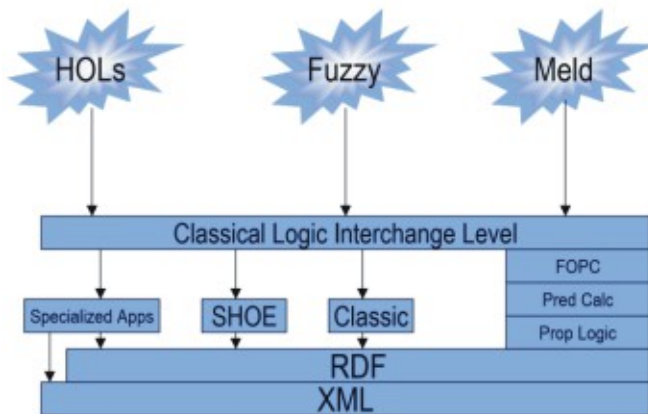 HOLs
Fuzzy
Meld
Classical Logic Interchange Level
FOPC
Pred Calc
Prop Logic
Specialized Apps
SHOE
Classic
RDF
XML